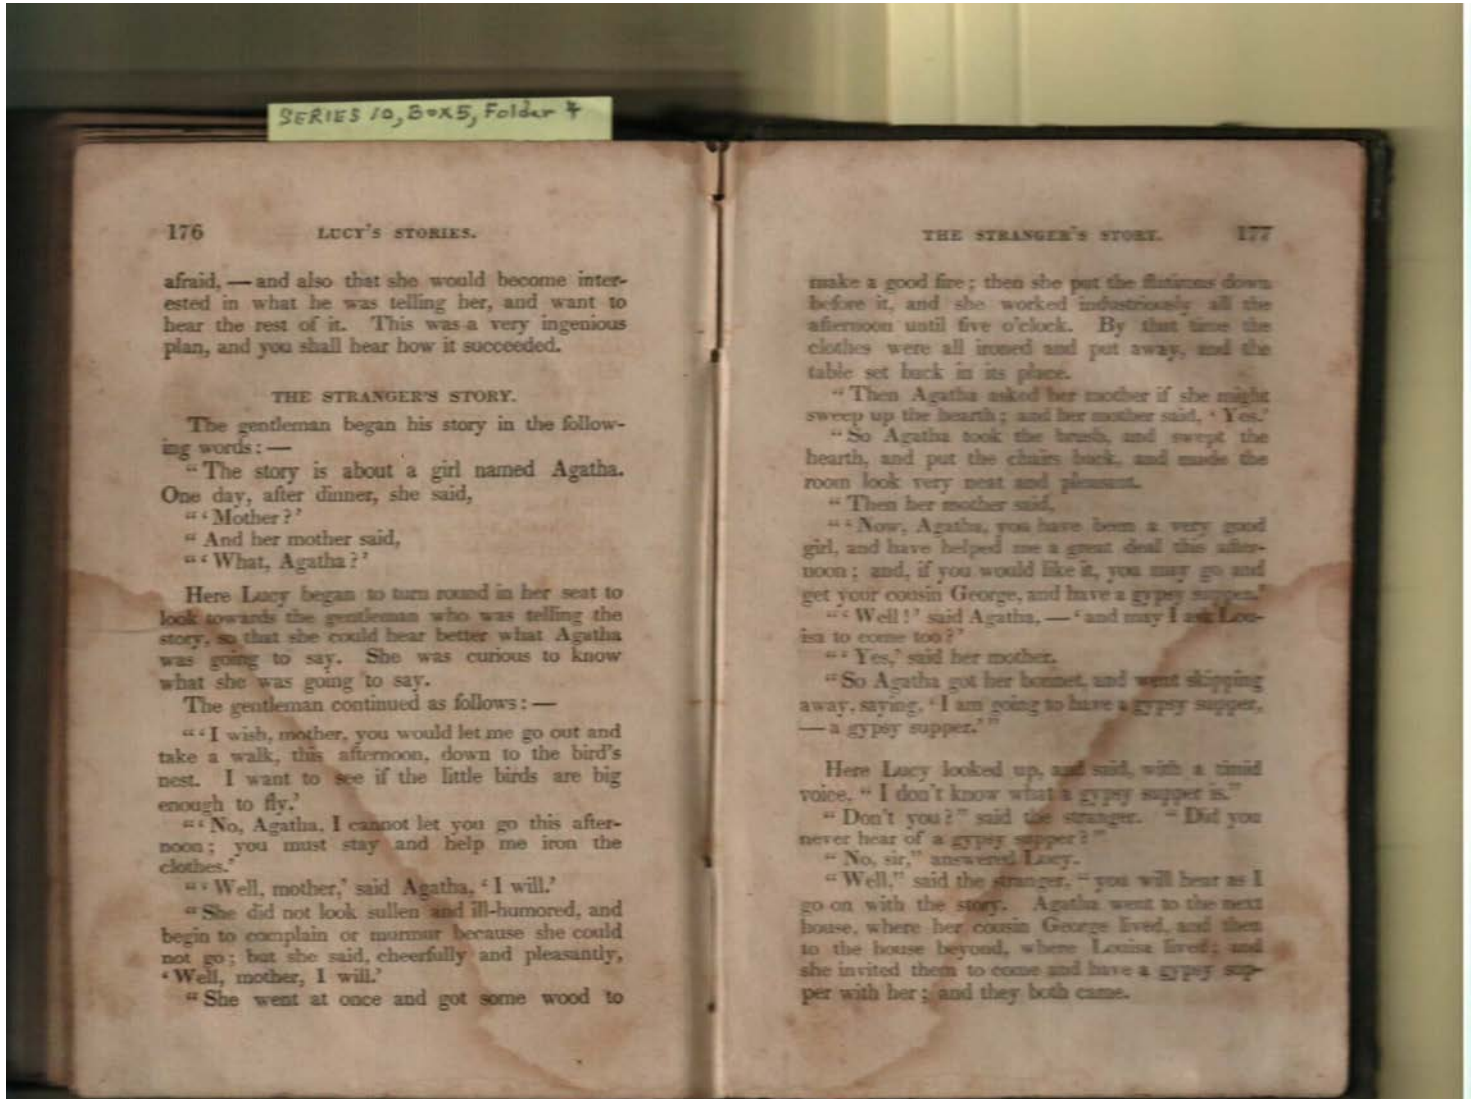 SERIES 10, BOX 5, Folder 4
176 LUCY'S STORIES.
afraid, — and also that she would become inter-
ested in what he was telling her, and want to
hear the rest of it. This was a very ingenious
plan, and you shall hear how it succeeded.
THE STRANGER'S STORY.
The gentleman began his story in the follow-
ing words: —
"The story is about a girl named Agatha.
One day, after dinner, she said,
"'Mother?'
"And her mother said,
"'What, Agatha?'
Here Lucy began to turn round in her seat to
look towards the gentleman who was telling the
story, so that she could hear better what Agatha
was going to say. She was curious to know
what she was going to say.
The gentleman continued as follows: —
"'I wish, mother, you would let me go out and
take a walk, this afternoon, down to the bird's
nest. I want to see if the little birds are big
enough to fly.'
"'No, Agatha, I cannot let you go this after-
noon; you must stay and help me iron the
clothes.'
"'Well, mother,' said Agatha, 'I will.'
"She did not look sullen and ill-humored, and
begin to complain or murmur because she could
not go; but she said, cheerfully and pleasantly,
'Well, mother, I will.'
"She went at once and got some wood to
THE STRANGER'S STORY. 177
make a good fire; then she put the flatirons down
before it, and she worked industriously all the
afternoon until five o'clock. By that time the
clothes were all ironed and put away, and the
table set back in its place.
"Then Agatha asked her mother if she might
sweep up the hearth; and her mother said, 'Yes.'
"So Agatha took the brush, and swept the
hearth, and put the chairs back, and made the
room look very neat and pleasant.
"Then her mother said,
"'Now, Agatha, you have been a very good
girl, and have helped me a great deal this after-
noon; and, if you would like it, you may go and
get your cousin George, and have a gypsy supper.'
"'Well!' said Agatha, — 'and may I ask Lou-
isa to come too?'
"'Yes,' said her mother.
"So Agatha got her bonnet, and went skipping
away, saying, 'I am going to have a gypsy supper,
— a gypsy supper.'"
Here Lucy looked up, and said, with a timid
voice, "I don't know what a gypsy supper is."
"Don't you?" said the stranger. "Did you
never hear of a gypsy supper?"
"No, sir," answered Lucy.
"Well," said the stranger, "you will hear as I
go on with the story. Agatha went to the next
house, where her cousin George lived, and then
to the house beyond, where Louisa lived; and
she invited them to come and have a gypsy sup-
per with her; and they both came.